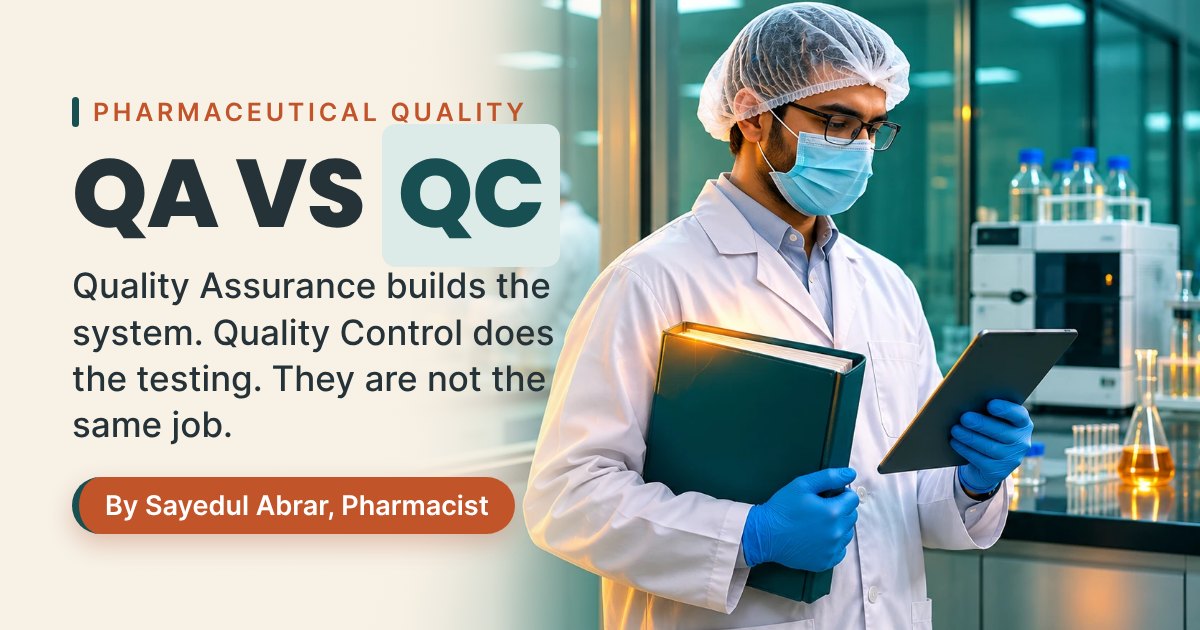 PHARMACEUTICAL QUALITY
QA VS QC
Quality Assurance builds the
system. Quality Control does
the testing. They are not the
same job.
By Sayedul Abrar, Pharmacist